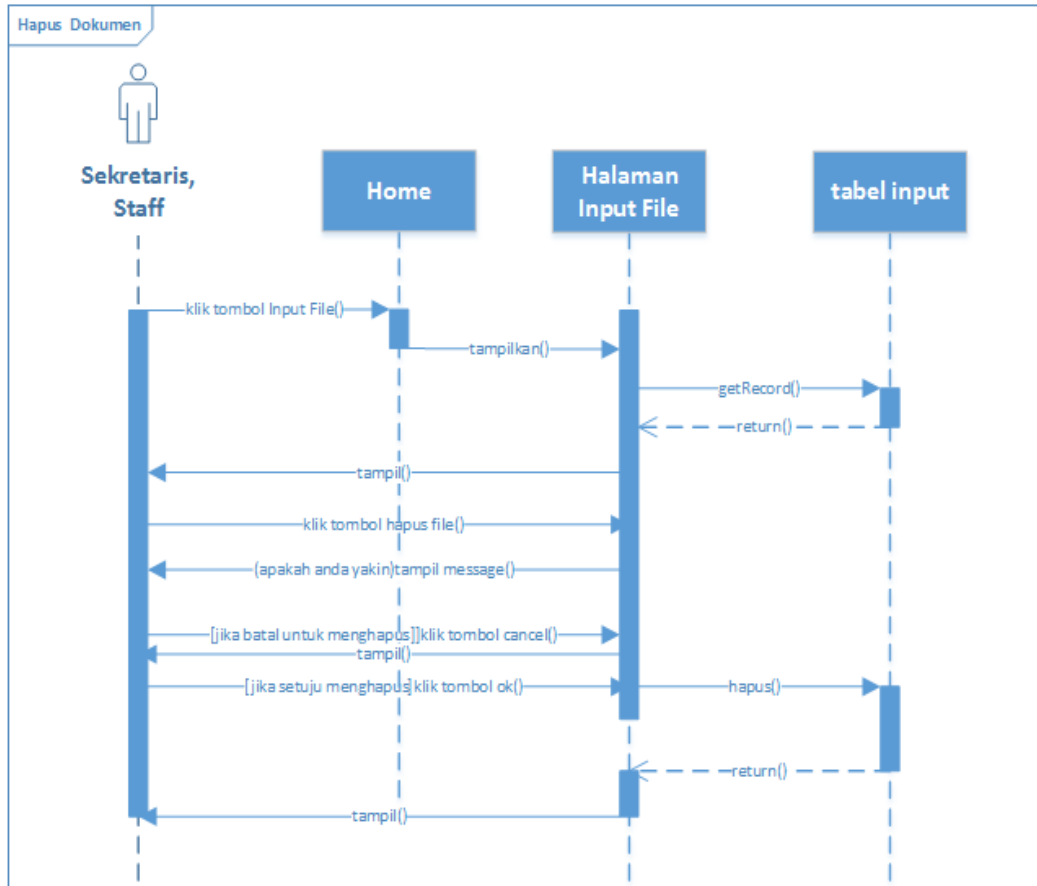 Hapus Dokumen
Sekretaris,
Staff
Home
Halaman
Input File
tabel input
klik tombol Input File()
tampilkan()
getRecord()
return()
tampil()
klik tombol hapus file()
(apakah anda yakin)tampil message()
[jika batal untuk menghapus]]klik tombol cancel()
tampil()
[jika setuju menghapus]klik tombol ok()
hapus()
return()
tampil()